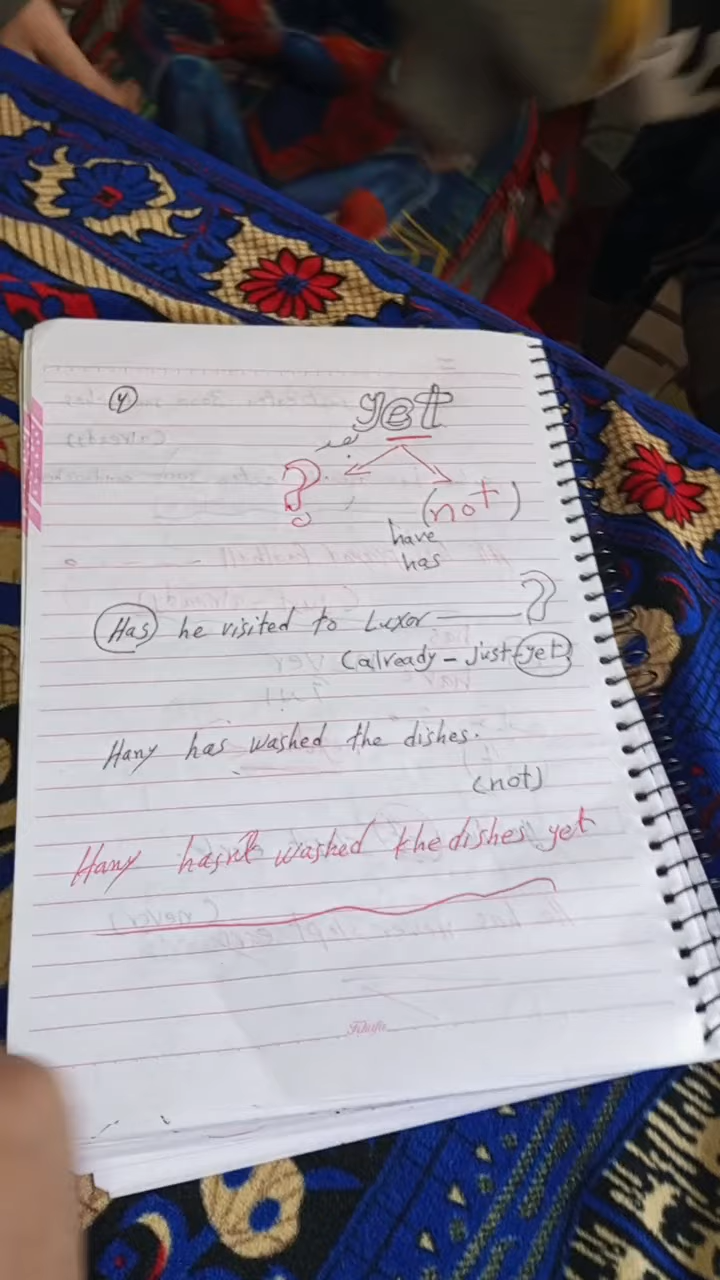 4
yet
بعد
? (not)
have
has
Has he visited to Luxor ?
(already - just - yet)
Hany has washed the dishes.
(not)
Hany hasn't washed the dishes yet